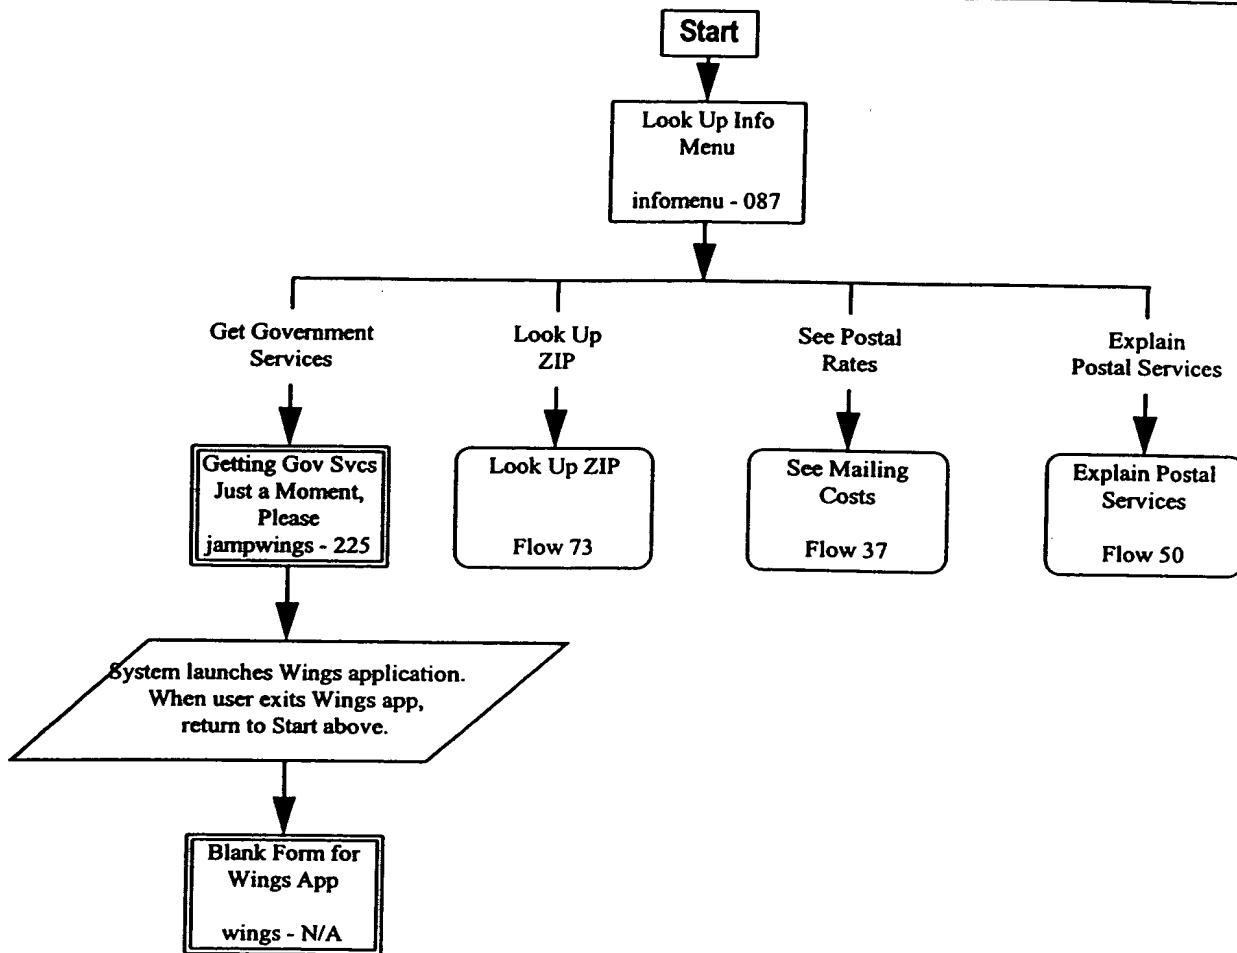 Start
Look Up Info
Menu
infomenu - 087
Get Government
Services
Look Up
ZIP
See Postal
Rates
Explain
Postal Services
Getting Gov Svcs
Just a Moment,
Please
jampwings - 225
Look Up ZIP
Flow 73
See Mailing
Costs
Flow 37
Explain Postal
Services
Flow 50
System launches Wings application.
When user exits Wings app,
return to Start above.
Blank Form for
Wings App
wings - N/A